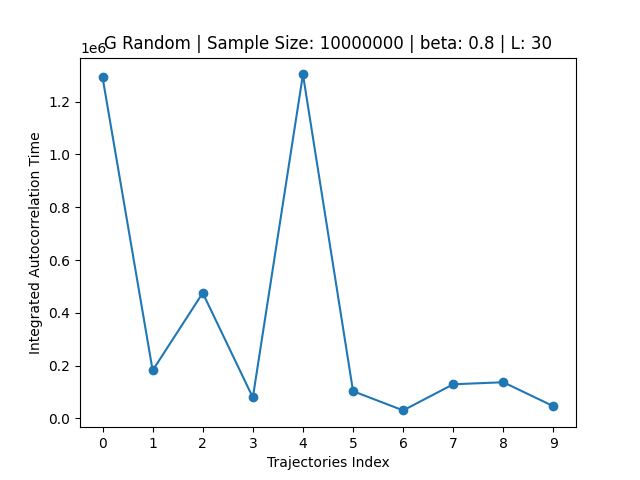 1e6
G Random | Sample Size: 10000000 | beta: 0.8 | L: 30
Integrated Autocorrelation Time
1.2
1.0
0.8
0.6
0.4
0.2
0.0
0 1 2 3 4 5 6 7 8 9
Trajectories Index